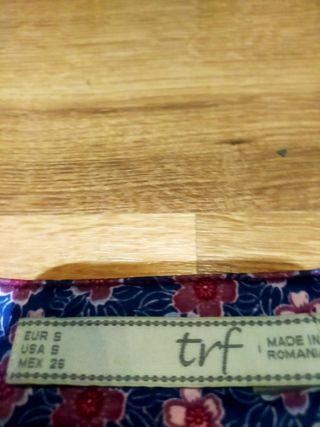 EUR S
USA S
MEX 26
trf
MADE IN
ROMANIA